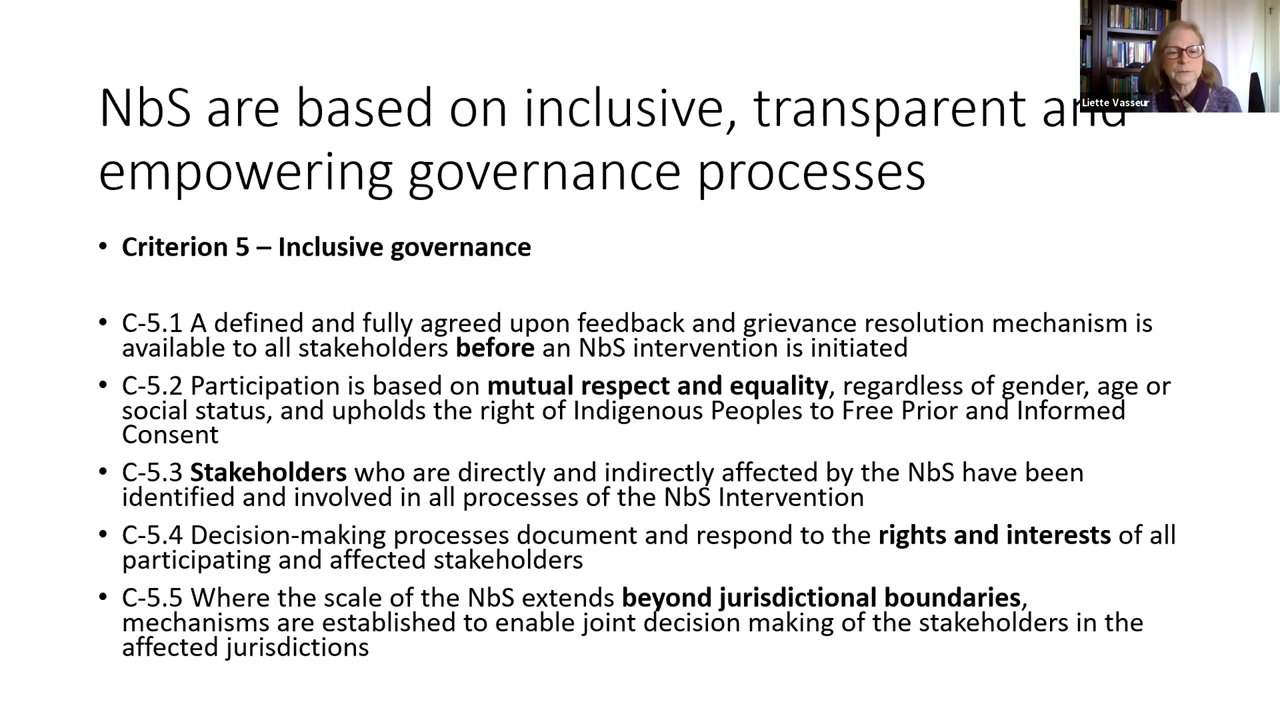 Liette Vasseur
NbS are based on inclusive, transparent and
empowering governance processes
• Criterion 5 – Inclusive governance
• C-5.1 A defined and fully agreed upon feedback and grievance resolution mechanism is
available to all stakeholders before an NbS intervention is initiated
• C-5.2 Participation is based on mutual respect and equality, regardless of gender, age or
social status, and upholds the right of Indigenous Peoples to Free Prior and Informed
Consent
• C-5.3 Stakeholders who are directly and indirectly affected by the NbS have been
identified and involved in all processes of the NbS Intervention
• C-5.4 Decision-making processes document and respond to the rights and interests of all
participating and affected stakeholders
• C-5.5 Where the scale of the NbS extends beyond jurisdictional boundaries,
mechanisms are established to enable joint decision making of the stakeholders in the
affected jurisdictions